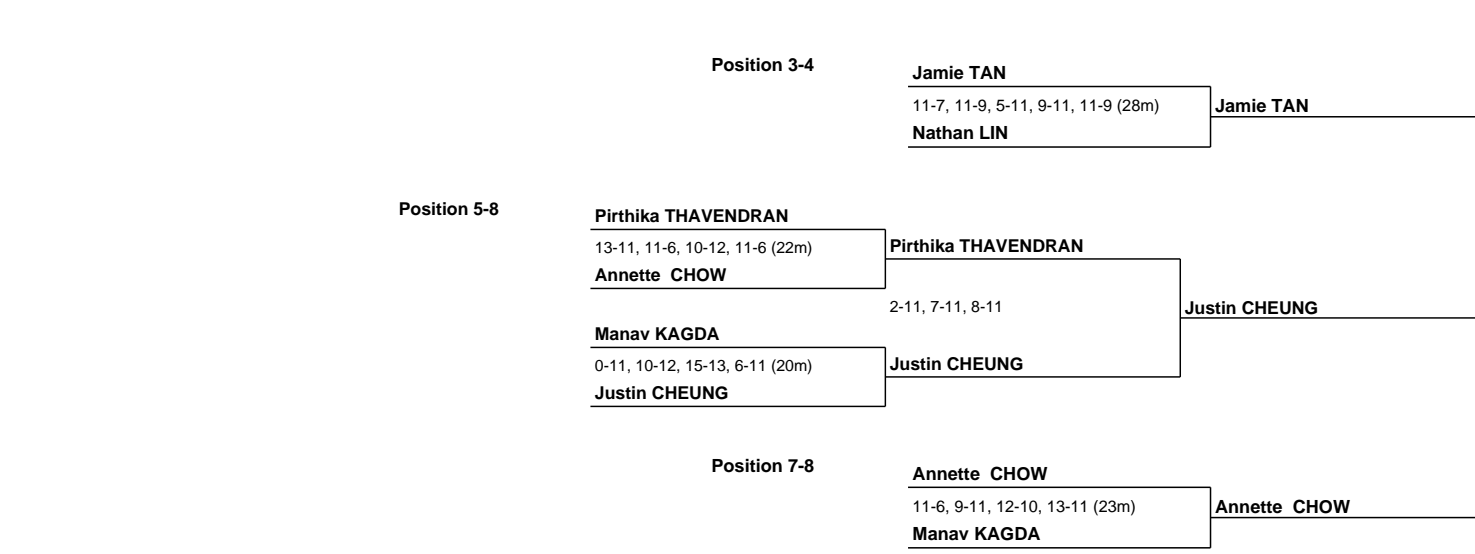 Position 3-4
Jamie TAN
11-7, 11-9, 5-11, 9-11, 11-9 (28m)
Jamie TAN
Nathan LIN
Position 5-8
Pirthika THAVENDRAN
13-11, 11-6, 10-12, 11-6 (22m)
Pirthika THAVENDRAN
Annette  CHOW
2-11, 7-11, 8-11
Justin CHEUNG
Manav KAGDA
0-11, 10-12, 15-13, 6-11 (20m)
Justin CHEUNG
Justin CHEUNG
Position 7-8
Annette  CHOW
11-6, 9-11, 12-10, 13-11 (23m)
Annette  CHOW
Manav KAGDA